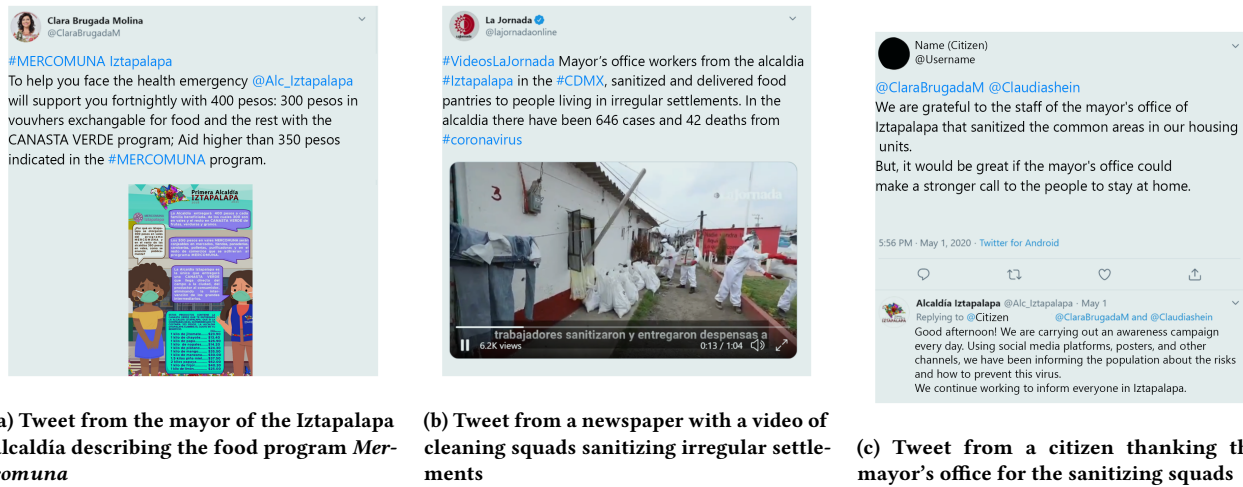 Clara Brugada Molina
@ClaraBrugadaM
#MERCOMUNA Iztapalapa
To help you face the health emergency @Alc_Iztapalapa
will support you fortnightly with 400 pesos: 300 pesos in
vouvhers exchangable for food and the rest with the
CANASTA VERDE program; Aid higher than 350 pesos
indicated in the #MERCOMUNA program.
Primera Alcaldía
IZTAPALAPA
a) Tweet from the mayor of the Iztapalapa
lcaldía describing the food program Mer-
omuna
La Jornada
@lajornadaonline
#VideosLaJornada Mayor's office workers from the alcaldia
#Iztapalapa in the #CDMX, sanitized and delivered food
pantries to people living in irregular settlements. In the
alcaldia there have been 646 cases and 42 deaths from
#coronavirus
3
La Jornada
trabajadores sanitizaron y entregaron despensas a
6.2K views
0:13 / 1:04
(b) Tweet from a newspaper with a video of
cleaning squads sanitizing irregular settle-
ments
Name (Citizen)
@Username
@ClaraBrugadaM @Claudiashein
We are grateful to the staff of the mayor's office of
Iztapalapa that sanitized the common areas in our housing
units.
But, it would be great if the mayor's office could
make a stronger call to the people to stay at home.
5:56 PM · May 1, 2020 · Twitter for Android
Alcaldía Iztapalapa @Alc_Iztapalapa · May 1
Replying to @Citizen @ClaraBrugadaM and @Claudiashein
Good afternoon! We are carrying out an awareness campaign
every day. Using social media platforms, posters, and other
channels, we have been informing the population about the risks
and how to prevent this virus.
We continue working to inform everyone in Iztapalapa.
(c) Tweet from a citizen thanking th
mayor's office for the sanitizing squads